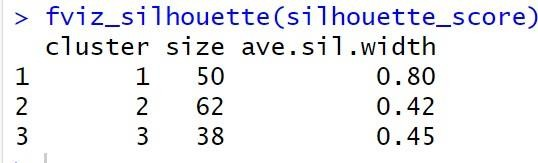 > fviz_silhouette(silhouette_score)
cluster size ave.sil.width
1 1 50 0.80
2 2 62 0.42
3 3 38 0.45